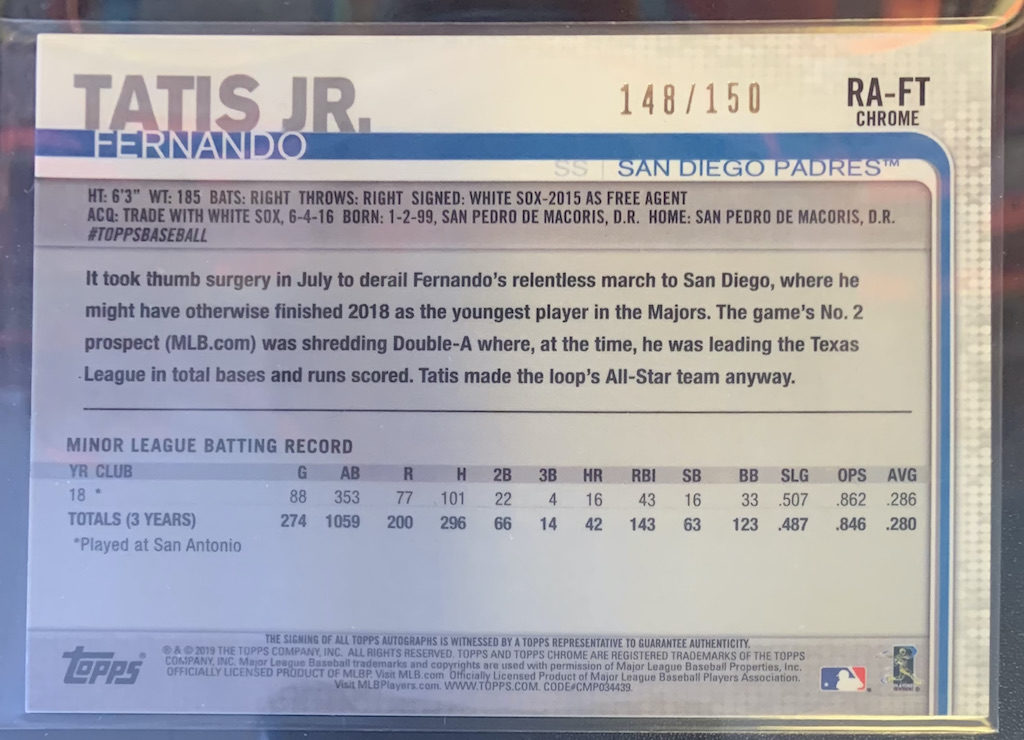 TATIS JR.
148/150
RA-FT
CHROME
FERNANDO
SS | SAN DIEGO PADRES™
HT: 6'3" WT: 185 BATS: RIGHT THROWS: RIGHT SIGNED: WHITE SOX-2015 AS FREE AGENT
ACQ: TRADE WITH WHITE SOX, 6-4-16 BORN: 1-2-99, SAN PEDRO DE MACORIS, D.R. HOME: SAN PEDRO DE MACORIS, D.R.
#TOPPSBASEBALL
It took thumb surgery in July to derail Fernando's relentless march to San Diego, where he
might have otherwise finished 2018 as the youngest player in the Majors. The game's No. 2
prospect (MLB.com) was shredding Double-A where, at the time, he was leading the Texas
League in total bases and runs scored. Tatis made the loop's All-Star team anyway.
MINOR LEAGUE BATTING RECORD
YR CLUB G AB R H 2B 3B HR RBI SB BB SLG OPS AVG
18 * 88 353 77 101 22 4 16 43 16 33 .507 .862 .286
TOTALS (3 YEARS) 274 1059 200 296 66 14 42 143 63 123 .487 .846 .280
*Played at San Antonio
THE SIGNING OF ALL TOPPS AUTOGRAPHS IS WITNESSED BY A TOPPS REPRESENTATIVE TO GUARANTEE AUTHENTICITY.
topps
® & © 2019 THE TOPPS COMPANY, INC. ALL RIGHTS RESERVED. TOPPS AND TOPPS CHROME ARE REGISTERED TRADEMARKS OF THE TOPPS
COMPANY, INC. Major League Baseball trademarks and copyrights are used with permission of Major League Baseball Properties, Inc.
OFFICIALLY LICENSED PRODUCT OF MLBP. Visit MLB.com Officially Licensed Product of Major League Baseball Players Association.
Visit MLBPlayers.com. WWW.TOPPS.COM. CODE#CMP034439.